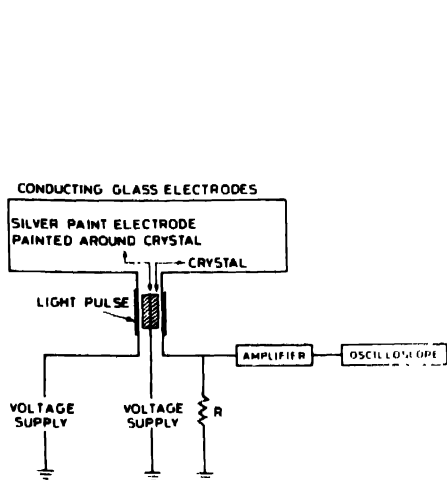 CONDUCTING GLASS ELECTRODES
SILVER PAINT ELECTRODE
PAINTED AROUND CRYSTAL
CRYSTAL
LIGHT PULSE
AMPLIFIER
OSCILLOSCOPE
VOLTAGE
SUPPLY
VOLTAGE
SUPPLY
R